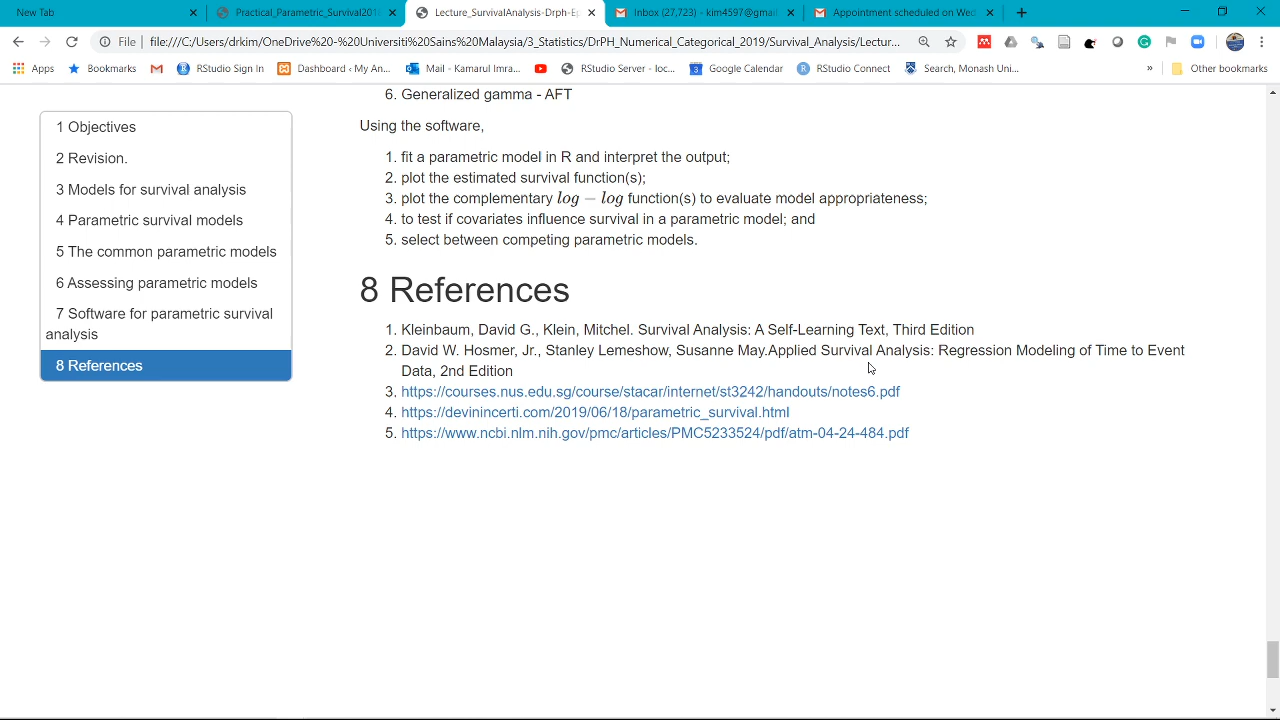 New Tab
Practical_Parametric_Survival201
Lecture_SurvivalAnalysis-Drph-Ep
Inbox (27,723) - kim4597@gmail
Appointment scheduled on Wed
File
file:///C:/Users/drkim/OneDrive%20-%20Universiti%20Sains%20Malaysia/3_Statistics/DrPH_Numerical_Categorical_2019/Survival_Analysis/Lectur...
Apps
Bookmarks
RStudio Sign In
Dashboard ‹ My An...
Mail - Kamarul Imra...
RStudio Server - loc...
Google Calendar
RStudio Connect
Search, Monash Uni...
»
Other bookmarks
1 Objectives
2 Revision.
3 Models for survival analysis
4 Parametric survival models
5 The common parametric models
6 Assessing parametric models
7 Software for parametric survival
analysis
8 References
6. Generalized gamma - AFT
Using the software,
1. fit a parametric model in R and interpret the output;
2. plot the estimated survival function(s);
3. plot the complementary log − log function(s) to evaluate model appropriateness;
4. to test if covariates influence survival in a parametric model; and
5. select between competing parametric models.
8 References
1. Kleinbaum, David G., Klein, Mitchel. Survival Analysis: A Self-Learning Text, Third Edition
2. David W. Hosmer, Jr., Stanley Lemeshow, Susanne May.Applied Survival Analysis: Regression Modeling of Time to Event
Data, 2nd Edition
3. https://courses.nus.edu.sg/course/stacar/internet/st3242/handouts/notes6.pdf
4. https://devinincerti.com/2019/06/18/parametric_survival.html
5. https://www.ncbi.nlm.nih.gov/pmc/articles/PMC5233524/pdf/atm-04-24-484.pdf